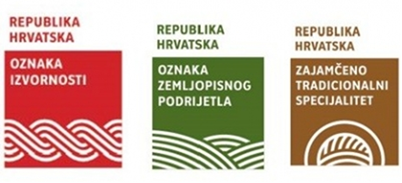 REPUBLIKA
HRVATSKA
OZNAKA
IZVORNOSTI
REPUBLIKA
HRVATSKA
OZNAKA
ZEMLJOPISNOG
PODRIJETLA
REPUBLIKA
HRVATSKA
ZAJAMČENO
TRADICIONALNI
SPECIJALITET